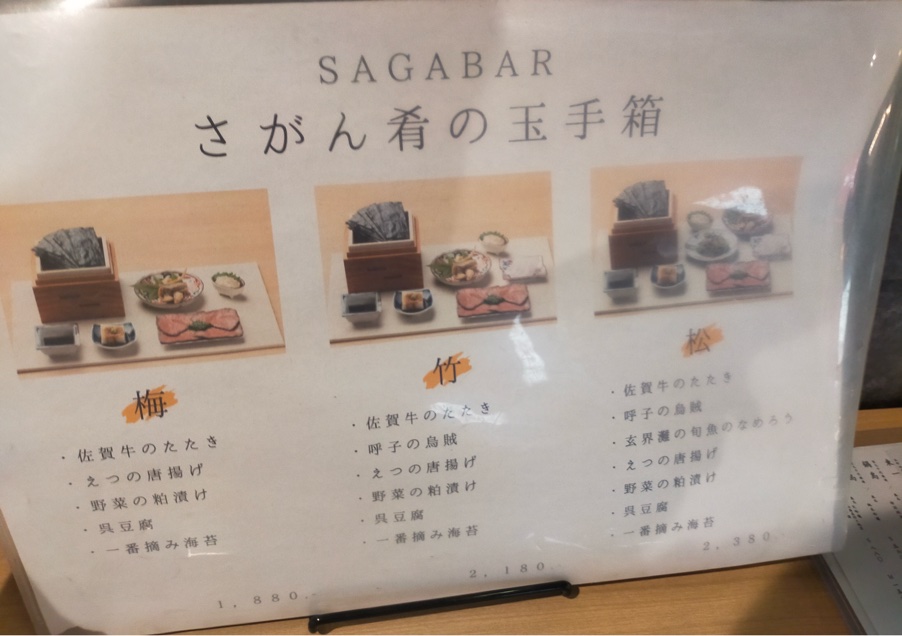 SAGABAR
さがん肴の玉手箱
梅
・佐賀牛のたたき
・えつの唐揚げ
・野菜の粕漬け
・呉豆腐
・一番摘み海苔
1,880.-
竹
・佐賀牛のたたき
・呼子の烏賊
・えつの唐揚げ
・野菜の粕漬け
・呉豆腐
・一番摘み海苔
2,180
松
・佐賀牛のたたき
・呼子の烏賊
・玄界灘の旬魚のなめろう
・えつの唐揚げ
・野菜の粕漬け
・呉豆腐
・一番摘み海苔
2,380